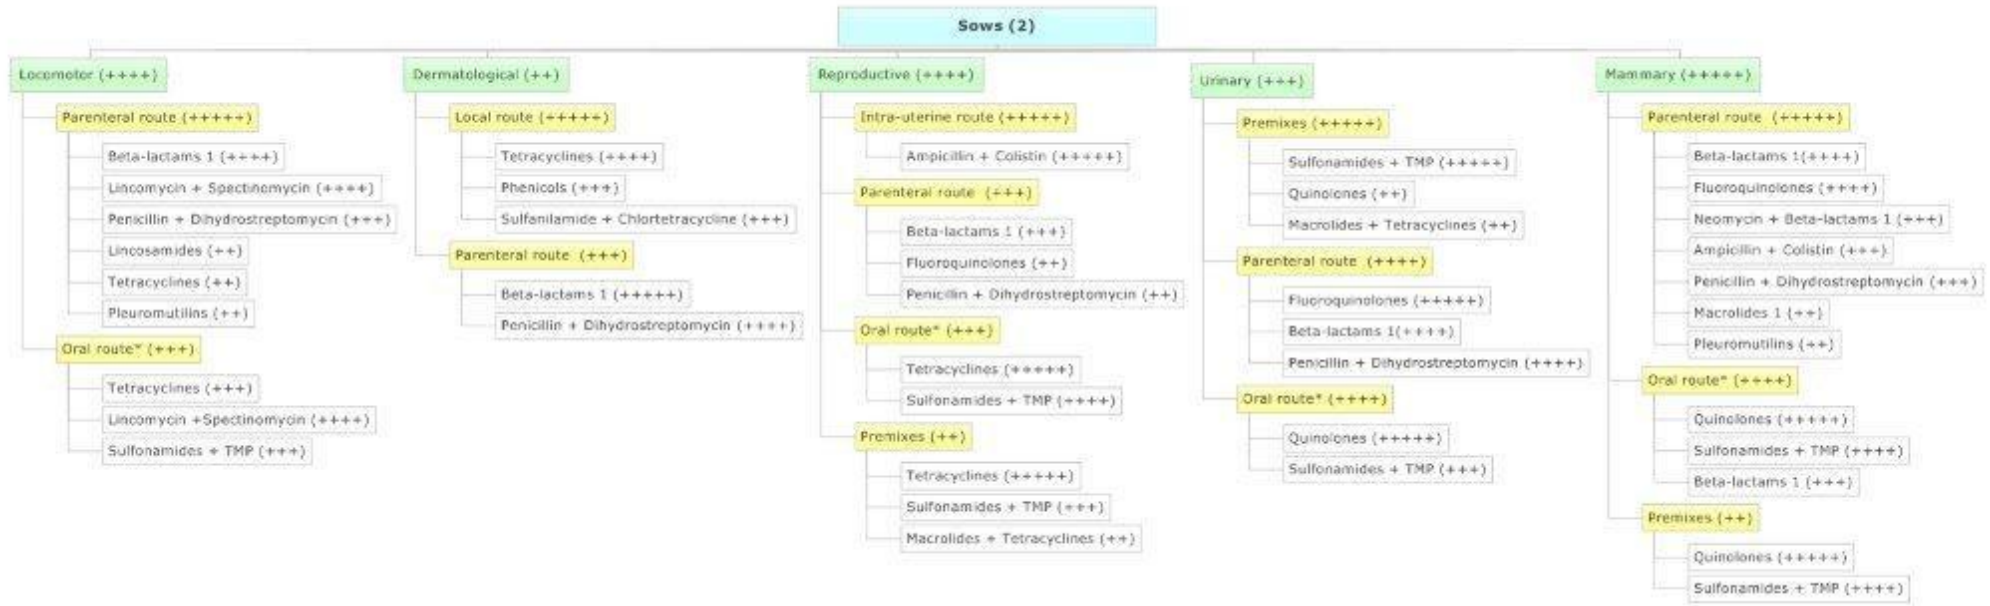 Sows (2)
Locomotor (++++)
Parenteral route (+++++)
Beta-lactams 1 (++++)
Lincomycin + Spectinomycin (++++)
Penicillin + Dihydrostreptomycin (+++)
Lincosamides (++)
Tetracyclines (++)
Pleuromutilins (++)
Oral route* (+++)
Tetracyclines (+++)
Lincomycin +Spectinomycin (++++)
Sulfonamides + TMP (+++)
Dermatological (++)
Local route (+++++)
Tetracyclines (++++)
Phenicols (+++)
Sulfanilamide + Chlortetracycline (+++)
Parenteral route (+++)
Beta-lactams 1 (+++++)
Penicillin + Dihydrostreptomycin (++++)
Reproductive (++++)
Intra-uterine route (+++++)
Ampicillin + Colistin (+++++)
Parenteral route (+++)
Beta-lactams 1 (+++)
Fluoroquinolones (++)
Penicillin + Dihydrostreptomycin (++)
Oral route* (+++)
Tetracyclines (+++++)
Sulfonamides + TMP (++++)
Premixes (++)
Tetracyclines (+++++)
Sulfonamides + TMP (+++)
Macrolides + Tetracyclines (++)
Urinary (+++)
Premixes (+++++)
Sulfonamides + TMP (+++++)
Quinolones (++)
Macrolides + Tetracyclines (++)
Parenteral route (++++)
Fluoroquinolones (+++++)
Beta-lactams 1(++++)
Penicillin + Dihydrostreptomycin (++++)
Oral route* (++++)
Quinolones (+++++)
Sulfonamides + TMP (+++)
Mammary (+++++)
Parenteral route (+++++)
Beta-lactams 1(++++)
Fluoroquinolones (++++)
Neomycin + Beta-lactams 1 (+++)
Ampicillin + Colistin (+++)
Penicillin + Dihydrostreptomycin (+++)
Macrolides 1 (++)
Pleuromutilins (++)
Oral route* (++++)
Quinolones (+++++)
Sulfonamides + TMP (++++)
Beta-lactams 1 (+++)
Premixes (++)
Quinolones (+++++)
Sulfonamides + TMP (++++)